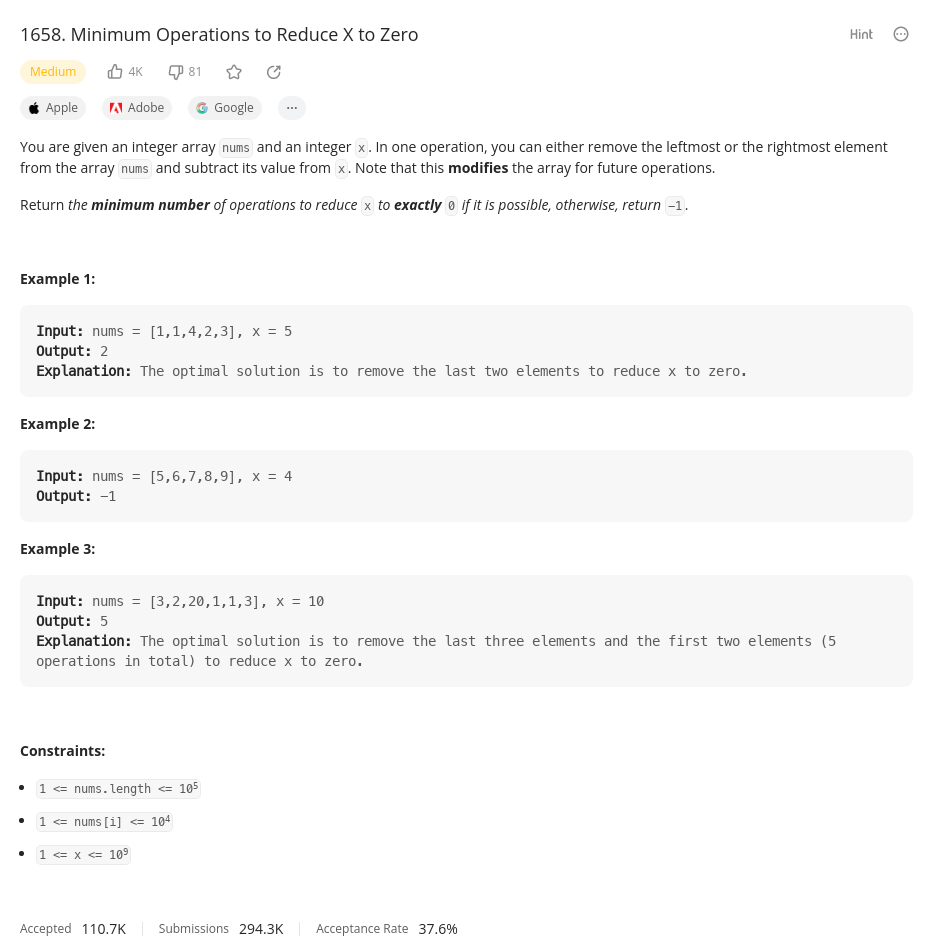 1658. Minimum Operations to Reduce X to Zero
Hint
Medium 4K 81
Apple Adobe Google ...
You are given an integer array nums and an integer x. In one operation, you can either remove the leftmost or the rightmost element
from the array nums and subtract its value from x. Note that this modifies the array for future operations.
Return the minimum number of operations to reduce x to exactly 0 if it is possible, otherwise, return -1.
Example 1:
Input: nums = [1,1,4,2,3], x = 5
Output: 2
Explanation: The optimal solution is to remove the last two elements to reduce x to zero.
Example 2:
Input: nums = [5,6,7,8,9], x = 4
Output: -1
Example 3:
Input: nums = [3,2,20,1,1,3], x = 10
Output: 5
Explanation: The optimal solution is to remove the last three elements and the first two elements (5
operations in total) to reduce x to zero.
Constraints:
• 1 <= nums.length <= 10⁵
• 1 <= nums[i] <= 10⁴
• 1 <= x <= 10⁹
Accepted 110.7K Submissions 294.3K Acceptance Rate 37.6%